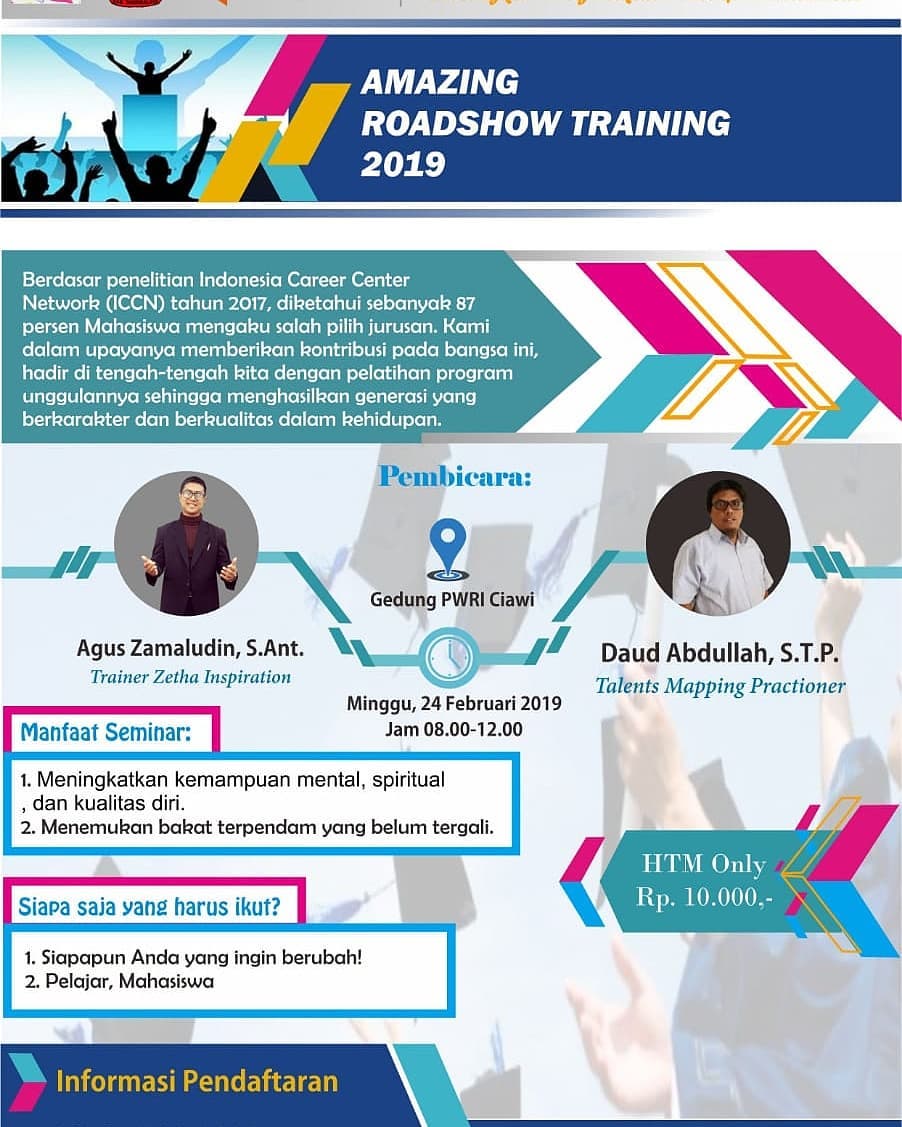 AMAZING
ROADSHOW TRAINING
2019
Berdasar penelitian Indonesia Career Center
Network (ICCN) tahun 2017, diketahui sebanyak 87
persen Mahasiswa mengaku salah pilih jurusan. Kami
dalam upayanya memberikan kontribusi pada bangsa ini,
hadir di tengah-tengah kita dengan pelatihan program
unggulannya sehingga menghasilkan generasi yang
berkarakter dan berkualitas dalam kehidupan.
Pembicara:
Gedung PWRI Ciawi
Agus Zamaludin, S.Ant.
Trainer Zetha Inspiration
Daud Abdullah, S.T.P.
Talents Mapping Practioner
Minggu, 24 Februari 2019
Jam 08.00-12.00
Manfaat Seminar:
1. Meningkatkan kemampuan mental, spiritual
, dan kualitas diri.
2. Menemukan bakat terpendam yang belum tergali.
HTM Only
Rp. 10.000,-
Siapa saja yang harus ikut?
1. Siapapun Anda yang ingin berubah!
2. Pelajar, Mahasiswa
Informasi Pendaftaran